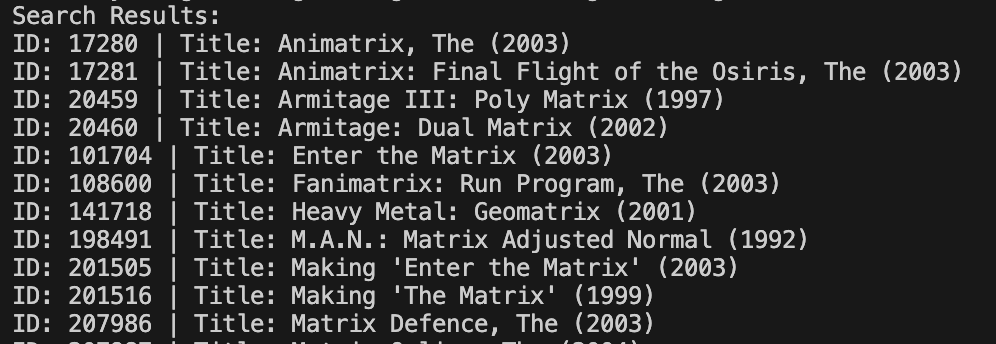 Search Results:
ID: 17280 | Title: Animatrix, The (2003)
ID: 17281 | Title: Animatrix: Final Flight of the Osiris, The (2003)
ID: 20459 | Title: Armitage III: Poly Matrix (1997)
ID: 20460 | Title: Armitage: Dual Matrix (2002)
ID: 101704 | Title: Enter the Matrix (2003)
ID: 108600 | Title: Fanimatrix: Run Program, The (2003)
ID: 141718 | Title: Heavy Metal: Geomatrix (2001)
ID: 198491 | Title: M.A.N.: Matrix Adjusted Normal (1992)
ID: 201505 | Title: Making 'Enter the Matrix' (2003)
ID: 201516 | Title: Making 'The Matrix' (1999)
ID: 207986 | Title: Matrix Defence, The (2003)